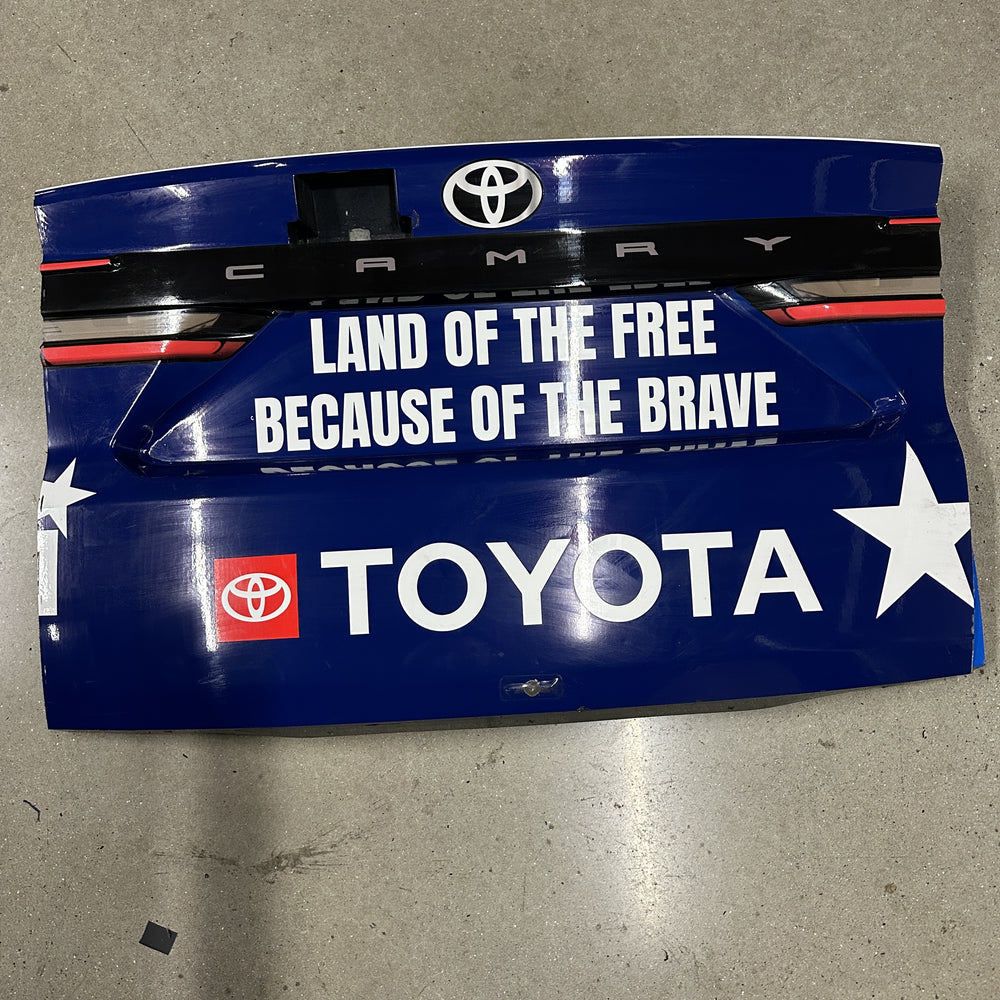 CAMRY
LAND OF THE FREE
BECAUSE OF THE BRAVE
TOYOTA